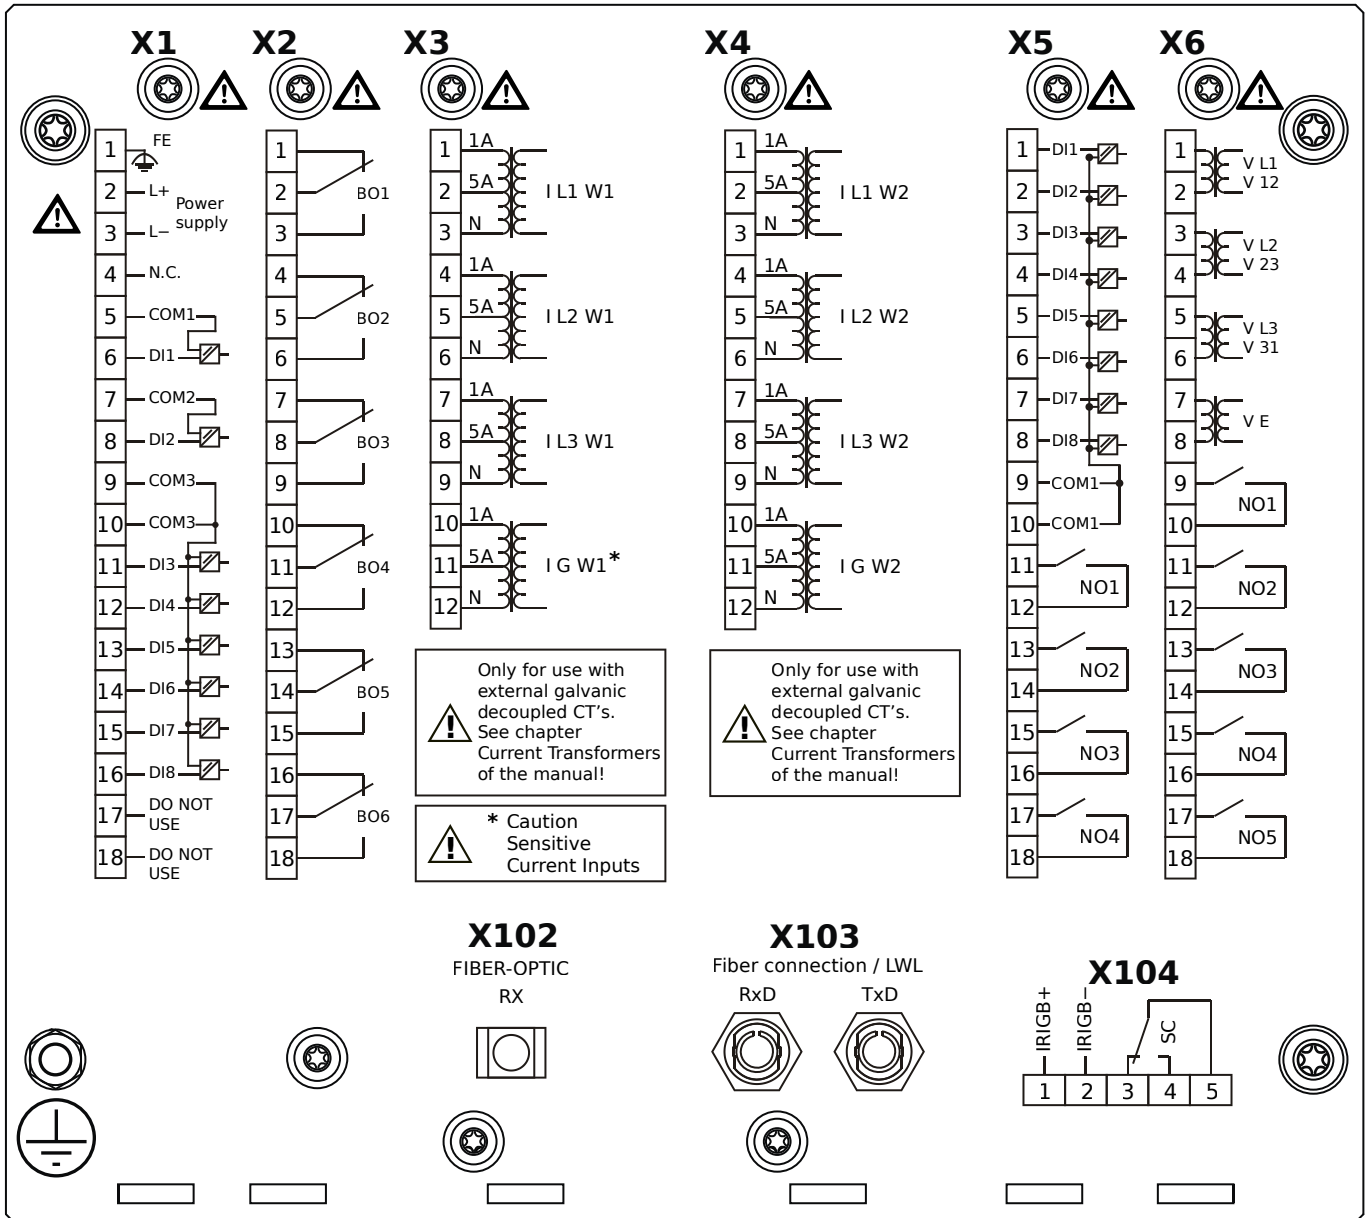 X1 X2 X3 X4 X5 X6
1 FE
2 L+
Power
supply
3 L−
4 N.C.
5 COM1
6 DI1
7 COM2
8 DI2
9 COM3
10 COM3
11 DI3
12 DI4
13 DI5
14 DI6
15 DI7
16 DI8
17 DO NOT
USE
18 DO NOT
USE
1
2 BO1
3
4
5 BO2
6
7
8 BO3
9
10
11 BO4
12
13
14 BO5
15
16
17 BO6
18
1 1A
2 5A I L1 W1
3 N
4 1A
5 5A I L2 W1
6 N
7 1A
8 5A I L3 W1
9 N
10 1A
11 5A I G W1*
12 N
Only for use with
external galvanic
decoupled CT's.
See chapter
Current Transformers
of the manual!
* Caution
Sensitive
Current Inputs
1 1A
2 5A I L1 W2
3 N
4 1A
5 5A I L2 W2
6 N
7 1A
8 5A I L3 W2
9 N
10 1A
11 5A I G W2
12 N
Only for use with
external galvanic
decoupled CT's.
See chapter
Current Transformers
of the manual!
1 DI1
2 DI2
3 DI3
4 DI4
5 DI5
6 DI6
7 DI7
8 DI8
9 COM1
10 COM1
11
NO1
12
13
NO2
14
15
NO3
16
17
NO4
18
1 V L1
2 V 12
3 V L2
4 V 23
5 V L3
6 V 31
7
V E
8
9
NO1
10
11
NO2
12
13
NO3
14
15
NO4
16
17
NO5
18
X102
FIBER-OPTIC
RX
X103
Fiber connection / LWL
RxD TxD
X104
IRIGB+
IRIGB−
SC
1 2 3 4 5